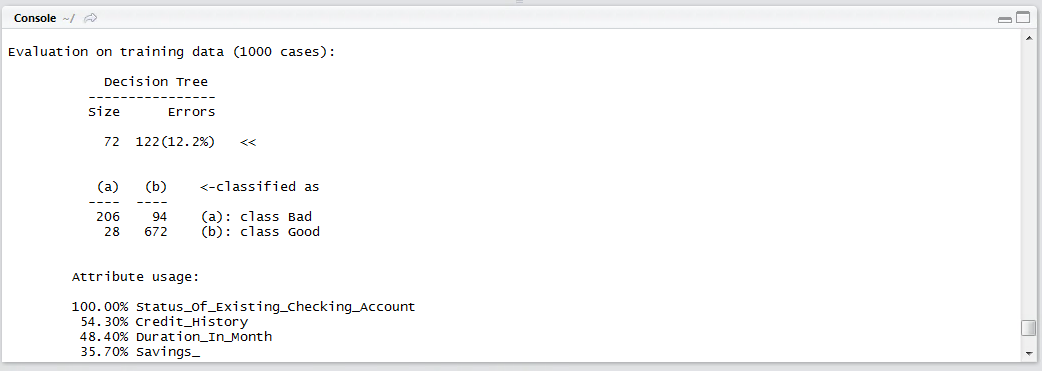 Console ~/
Evaluation on training data (1000 cases):
Decision Tree
----------------
Size Errors
72 122(12.2%) <<
(a) (b) <-classified as
---- ----
206 94 (a): class Bad
28 672 (b): class Good
Attribute usage:
100.00% Status_Of_Existing_Checking_Account
54.30% Credit_History
48.40% Duration_In_Month
35.70% Savings_